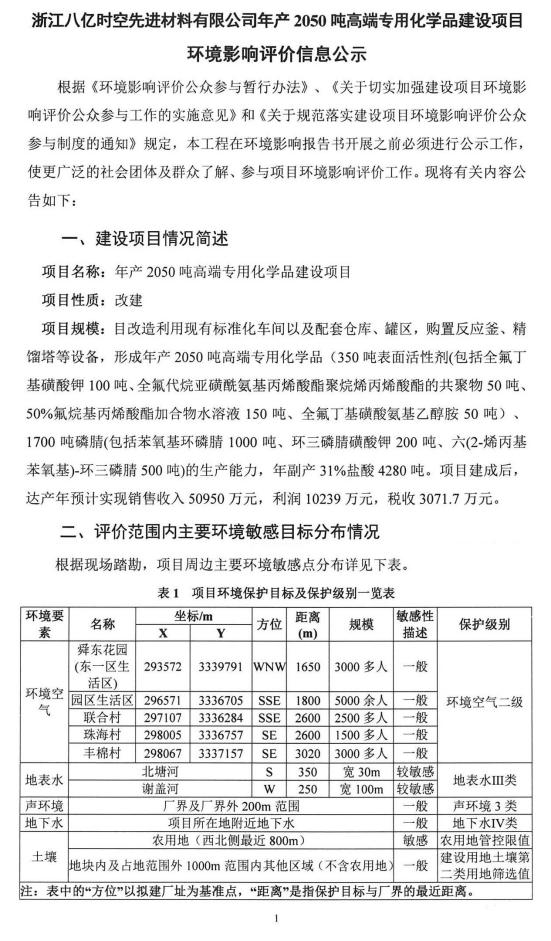 浙江八亿时空先进材料有限公司年产 2050 吨高端专用化学品建设项目
环境影响评价信息公示
根据《环境影响评价公众参与暂行办法》、《关于切实加强建设项目环境影
响评价公众参与工作的实施意见》和《关于规范落实建设项目环境影响评价公众
参与制度的通知》规定，本工程在环境影响报告书开展之前必须进行公示工作，
使更广泛的社会团体及群众了解、参与项目环境影响评价工作。现将有关内容公
告如下：
一、建设项目情况简述
项目名称：年产 2050 吨高端专用化学品建设项目
项目性质：改建
项目规模：目改造利用现有标准化车间以及配套仓库、罐区，购置反应釜、精
馏塔等设备，形成年产 2050 吨高端专用化学品（350 吨表面活性剂(包括全氟丁
基磺酸钾 100 吨、全氟代烷亚磺酰氨基丙烯酸酯聚烷烯丙烯酸酯的共聚物 50 吨、
50%氟烷基丙烯酸酯加合物水溶液 150 吨、全氟丁基磺酸氨基乙醇胺 50 吨）、
1700 吨磷腈(包括苯氧基环磷腈 1000 吨、环三磷腈磺酸钾 200 吨、六(2-烯丙基
苯氧基)-环三磷腈 500 吨)的生产能力，年副产 31%盐酸 4280 吨。项目建成后，
达产年预计实现销售收入 50950 万元，利润 10239 万元，税收 3071.7 万元。
二、评价范围内主要环境敏感目标分布情况
根据现场踏勘，项目周边主要环境敏感点分布详见下表。
表 1 项目环境保护目标及保护级别一览表
环境要素 名称 坐标/m X Y 方位 距离(m) 规模 敏感性描述 保护级别
环境空气 舜东花园(东一区生活区) 293572 3339791 WNW 1650 3000 多人 一般 环境空气二级
园区生活区 296571 3336705 SSE 1800 5000 余人 一般
联合村 297107 3336284 SSE 2600 2500 多人 一般
珠海村 298005 3336757 SE 2600 1500 多人 一般
丰棉村 298067 3337157 SE 3020 3000 多人 一般
地表水 北塘河 S 350 宽 30m 较敏感 地表水Ⅲ类
谢盖河 W 250 宽 100m 较敏感
声环境 厂界及厂界外 200m 范围 一般 声环境 3 类
地下水 项目所在地附近地下水 一般 地下水Ⅳ类
土壤 农用地（西北侧最近 800m） 敏感 农用地管控限值
地块内及占地范围外 1000m 范围内其他区域（不含农用地） 一般 建设用地土壤第二类用地筛选值
注：表中的“方位”以拟建厂址为基准点，“距离”是指保护目标与厂界的最近距离。
1